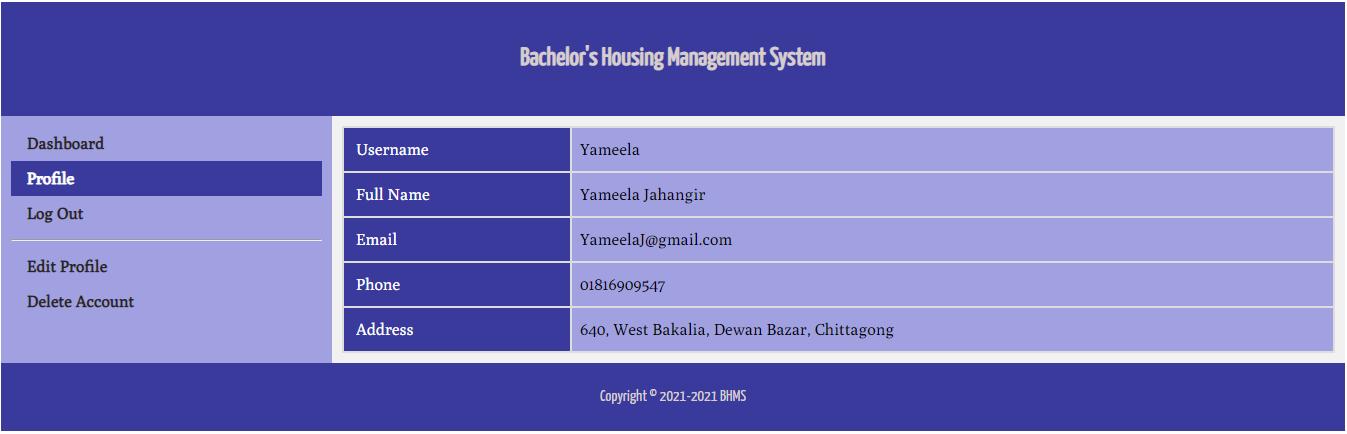 Bachelor's Housing Management System
Dashboard
Profile
Log Out
Edit Profile
Delete Account
Username Yameela
Full Name Yameela Jahangir
Email YameelaJ@gmail.com
Phone 01816909547
Address 640, West Bakalia, Dewan Bazar, Chittagong
Copyright © 2021-2021 BHMS